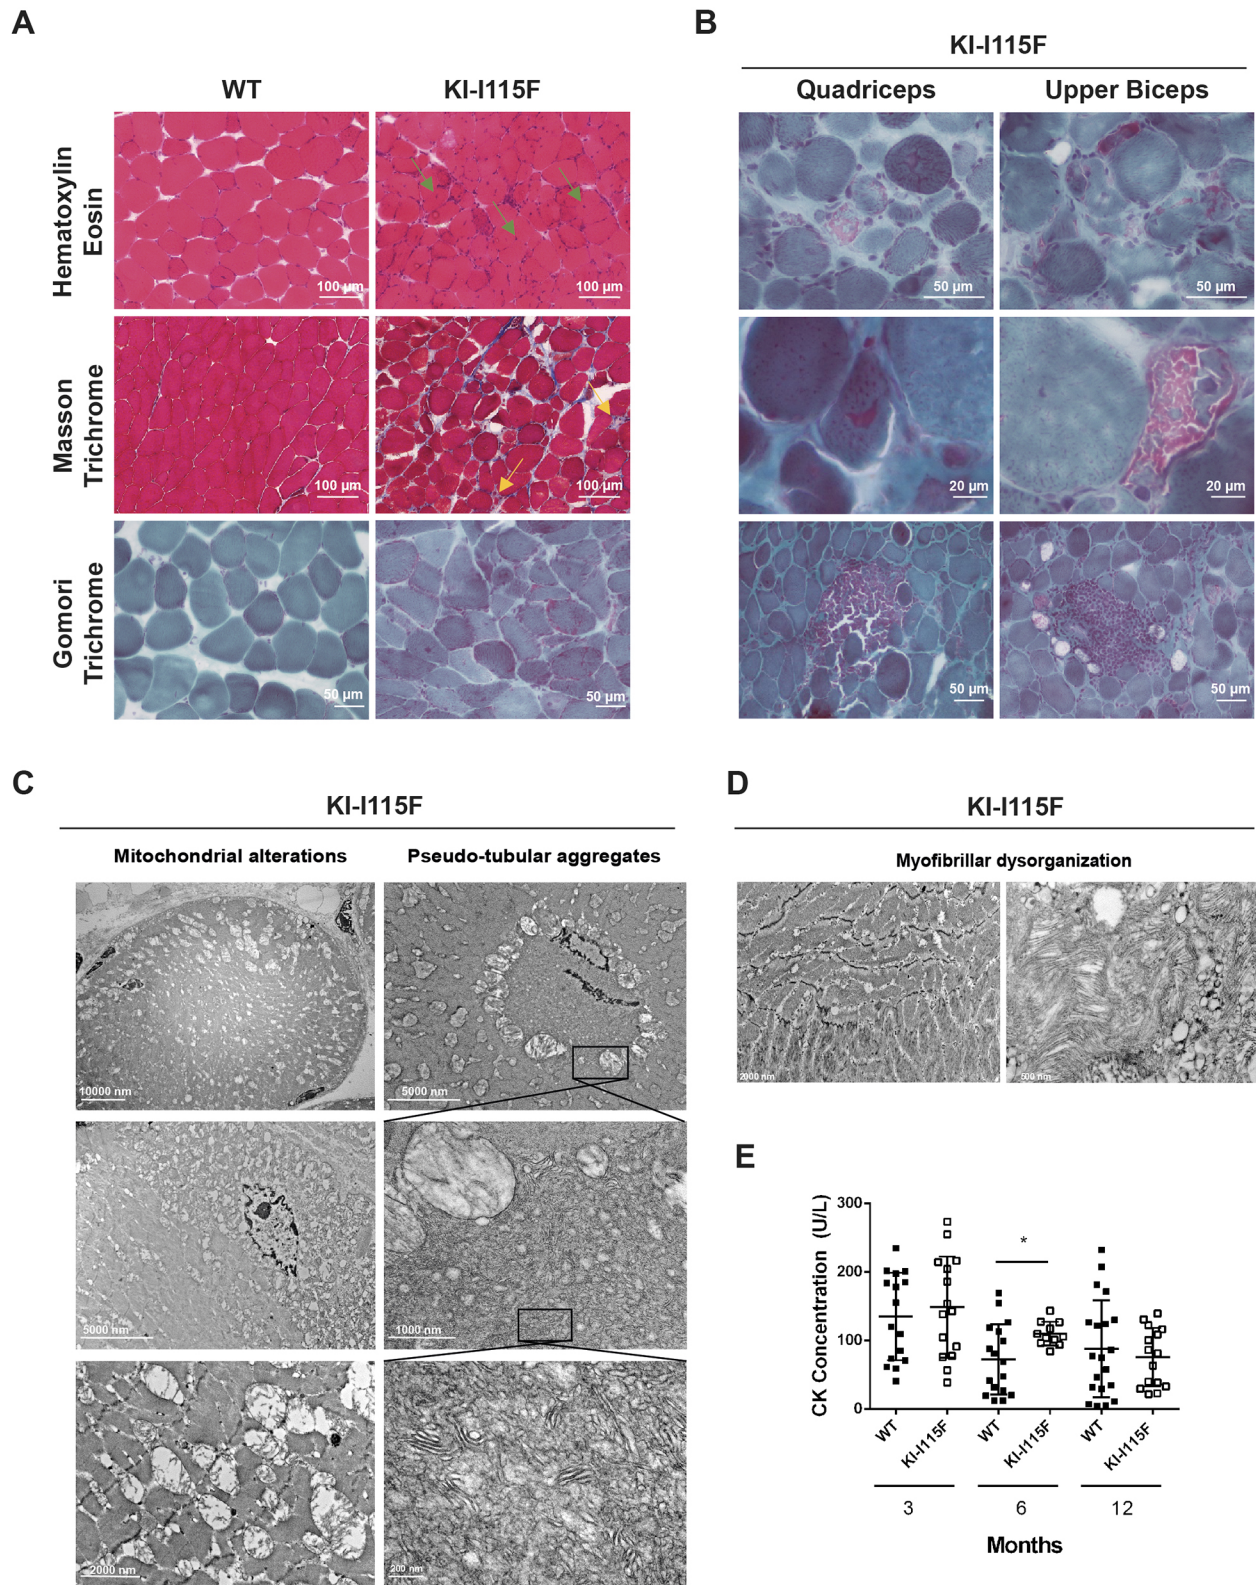 A
WT
KI-I115F
Hematoxylin
Eosin
100 µm
100 µm
Masson
Trichrome
100 µm
100 µm
Gomori
Trichrome
50 µm
50 µm
B
KI-I115F
Quadriceps
Upper Biceps
50 µm
50 µm
20 µm
20 µm
50 µm
50 µm
C
KI-I115F
Mitochondrial alterations
Pseudo-tubular aggregates
10000 nm
5000 nm
5000 nm
1000 nm
2000 nm
200 nm
D
KI-I115F
Myofibrillar dysorganization
2000 nm
500 nm
E
CK Concentration (U/L)
300
200
100
0
*
WT
KI-I115F
WT
KI-I115F
WT
KI-I115F
3
6
12
Months